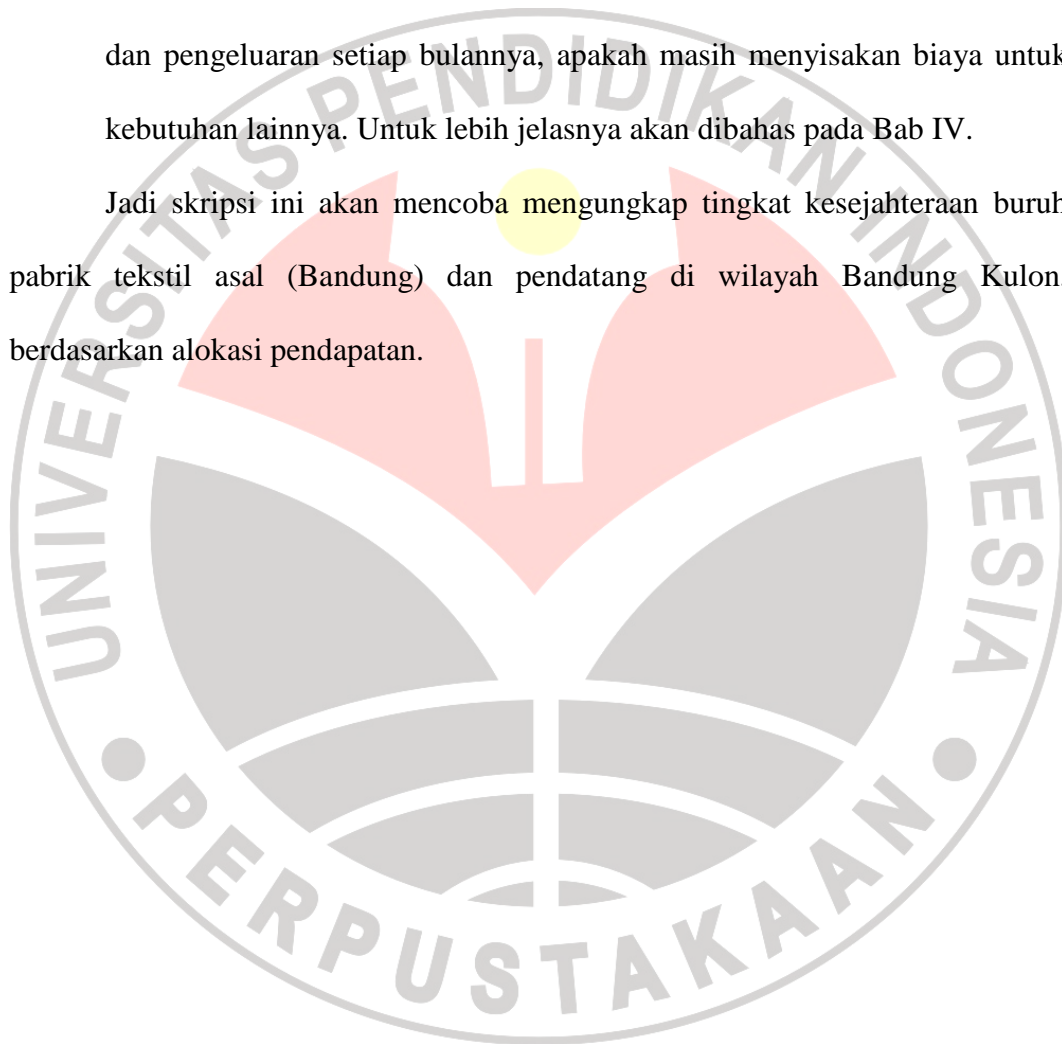 dan pengeluaran setiap bulannya, apakah masih menyisakan biaya untuk
kebutuhan lainnya. Untuk lebih jelasnya akan dibahas pada Bab IV.
Jadi skripsi ini akan mencoba mengungkap tingkat kesejahteraan buruh
pabrik tekstil asal (Bandung) dan pendatang di wilayah Bandung Kulon.
berdasarkan alokasi pendapatan.
UNIVERSITAS PENDIDIKAN INDONESIA
PERPUSTAKAAN